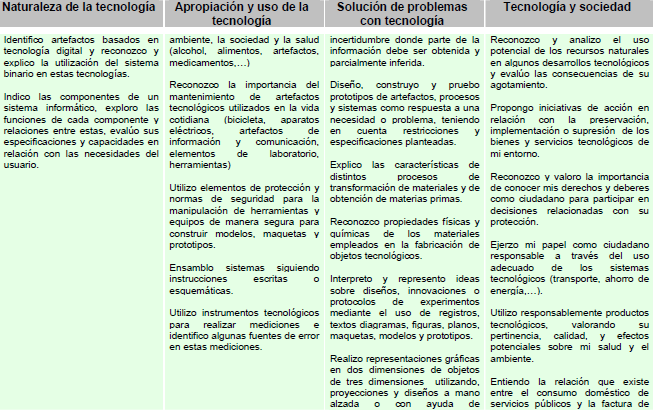 Naturaleza de la tecnología
Identifico artefactos basados en
tecnología digital y reconozco y
explico la utilización del sistema
binario en estas tecnologías.
Indico las componentes de un
sistema informático, exploro las
funciones de cada componente y
relaciones entre estas, evalúo sus
especificaciones y capacidades en
relación con las necesidades del
usuario.
Apropiación y uso de la
tecnología
ambiente, la sociedad y la salud
(alcohol, alimentos, artefactos,
medicamentos,…)
Reconozco la importancia del
mantenimiento de artefactos
tecnológicos utilizados en la vida
cotidiana (bicicleta, aparatos
eléctricos, artefactos de
información y comunicación,
elementos de laboratorio,
herramientas)
Utilizo elementos de protección y
normas de seguridad para la
manipulación de herramientas y
equipos de manera segura para
construir modelos, maquetas y
prototipos.
Ensamblo sistemas siguiendo
instrucciones escritas o
esquemáticas.
Utilizo instrumentos tecnológicos
para realizar mediciones e
identifico algunas fuentes de error
en estas mediciones.
Solución de problemas
con tecnología
incertidumbre donde parte de la
información debe ser obtenida y
parcialmente inferida.
Diseño, construyo y pruebo
prototipos de artefactos, procesos
y sistemas como respuesta a una
necesidad o problema, teniendo
en cuenta restricciones y
especificaciones planteadas.
Explico las características de
distintos procesos de
transformación de materiales y de
obtención de materias primas.
Reconozco propiedades físicas y
químicas de los materiales
empleados en la fabricación de
objetos tecnológicos.
Interpreto y represento ideas
sobre diseños, innovaciones o
protocolos de experimentos
mediante el uso de registros,
textos diagramas, figuras, planos,
maquetas, modelos y prototipos.
Realizo representaciones gráficas
en dos dimensiones de objetos
de tres dimensiones utilizando,
proyecciones y diseños a mano
alzada o con ayuda de
Tecnología y sociedad
Reconozco y analizo el uso
potencial de los recursos naturales
en algunos desarrollos tecnológicos
y evalúo las consecuencias de su
agotamiento.
Propongo iniciativas de acción en
relación con la preservación,
implementación o supresión de los
bienes y servicios tecnológicos de
mi entorno.
Reconozco y valoro la importancia
de conocer mis derechos y deberes
como ciudadano para participar en
decisiones relacionadas con su
protección.
Ejerzo mi papel como ciudadano
responsable a través del uso
adecuado de los sistemas
tecnológicos (transporte, ahorro de
energía,…).
Utilizo responsablemente productos
tecnológicos, valorando su
pertinencia, calidad, y efectos
potenciales sobre mi salud y el
ambiente.
Entiendo la relación que existe
entre el consumo doméstico de
servicios públicos y la factura de